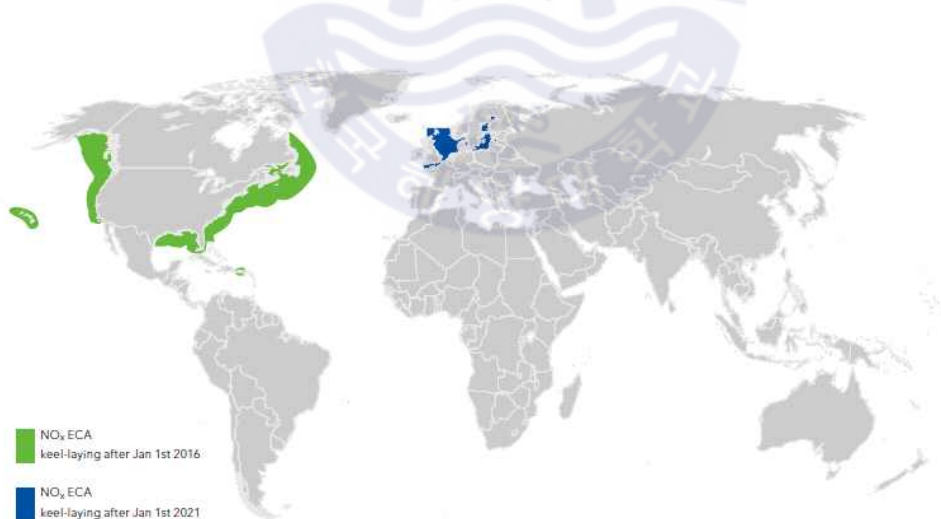 NOₓ ECA
keel-laying after Jan 1st 2016
NOₓ ECA
keel-laying after Jan 1st 2021